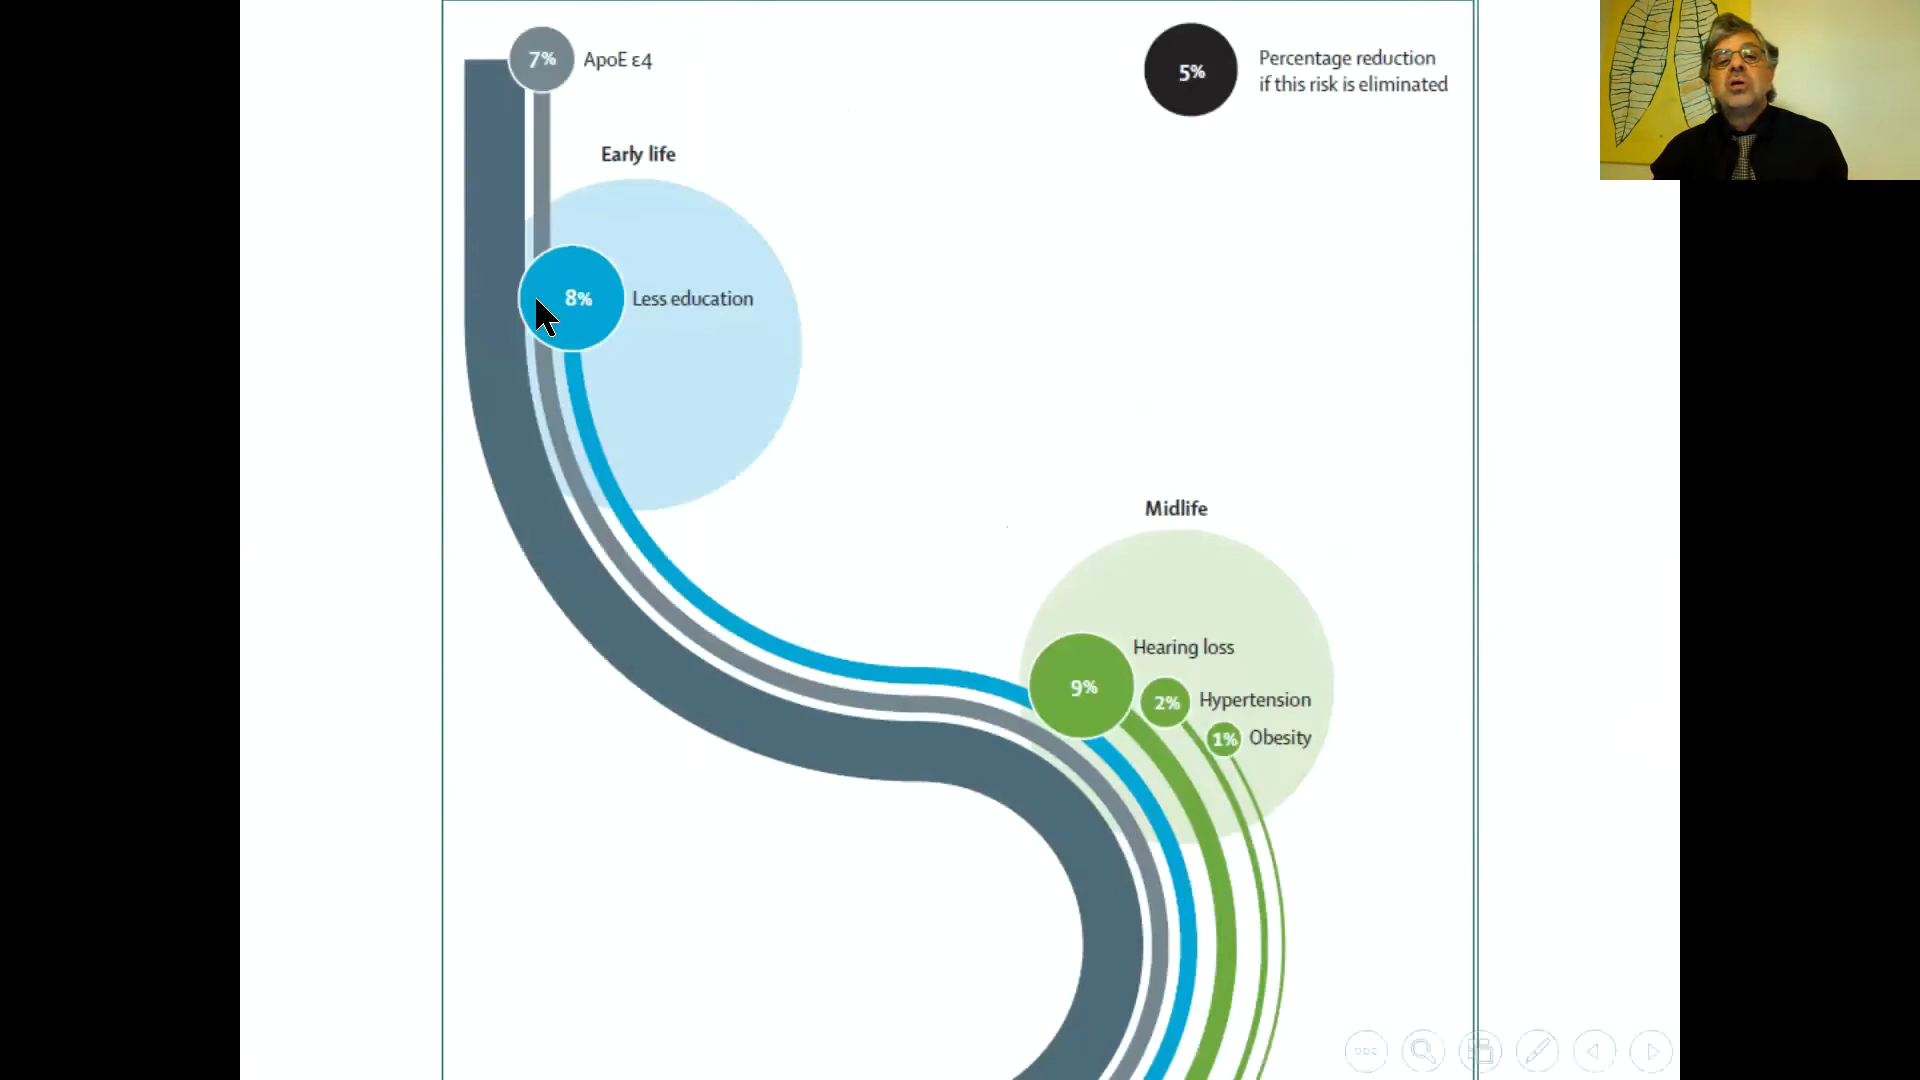 7% ApoE ε4
5% Percentage reduction
if this risk is eliminated
Early life
8% Less education
Midlife
Hearing loss
9%
2% Hypertension
1% Obesity